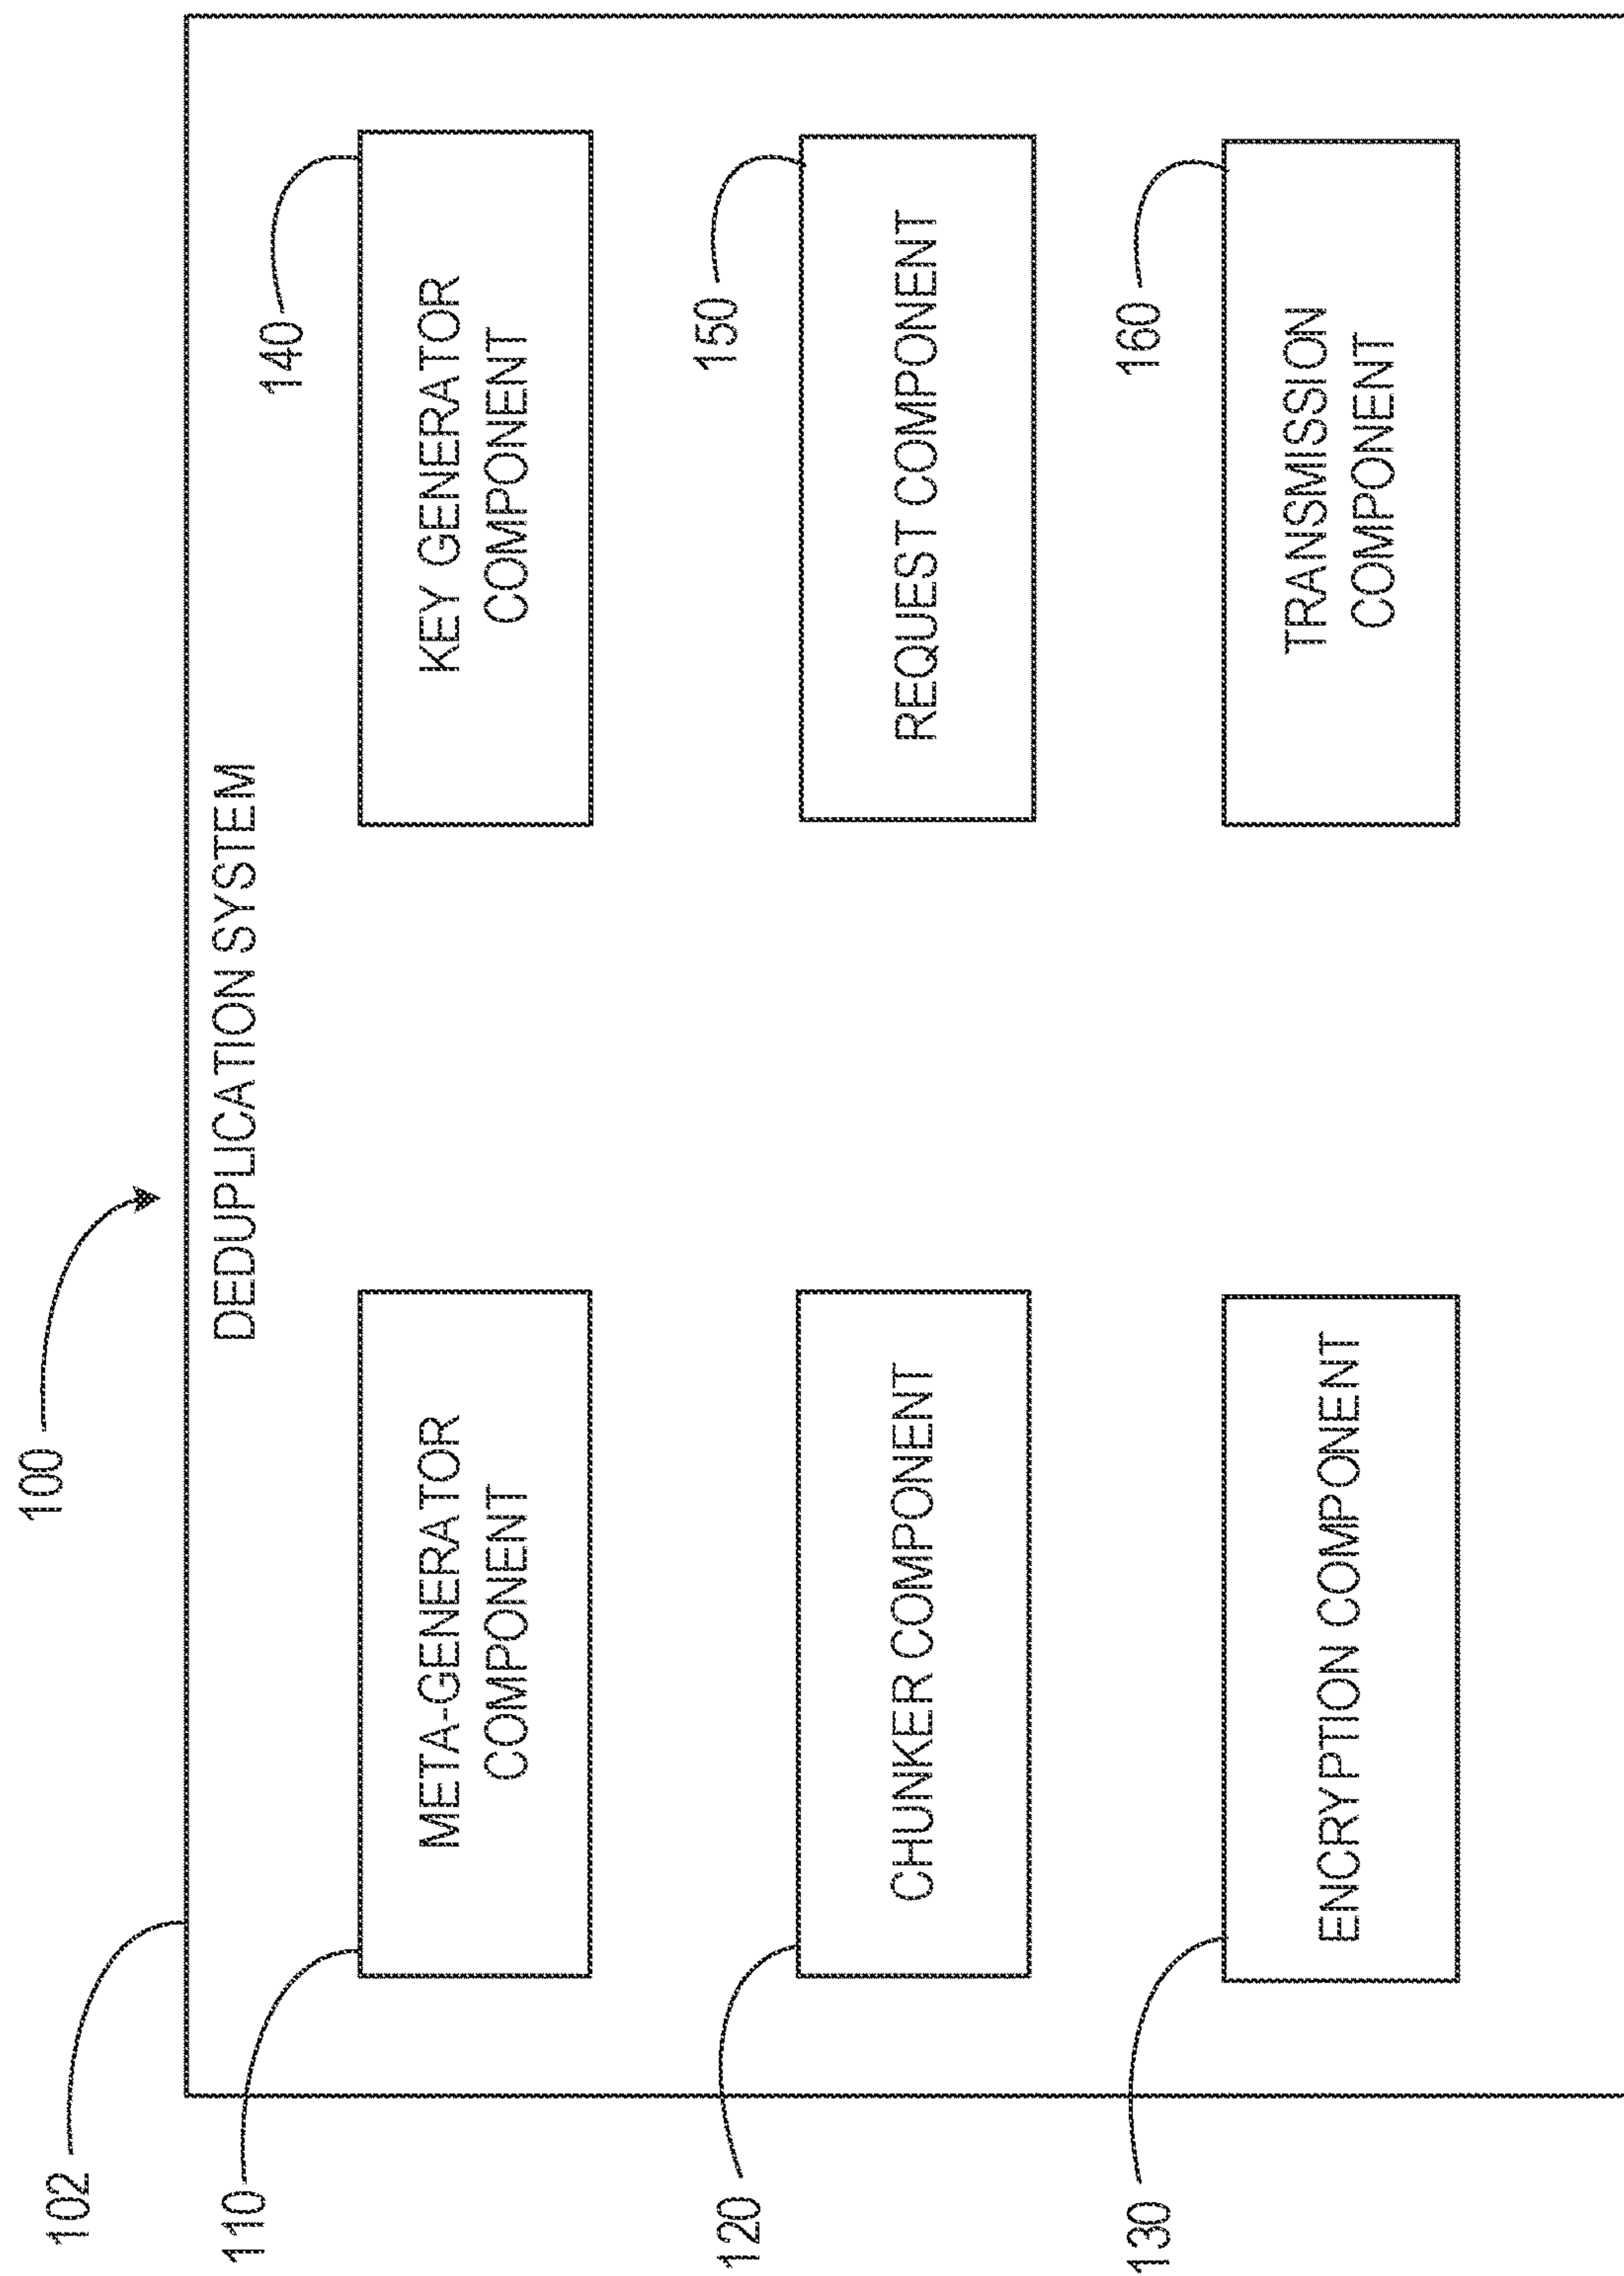 100
102
DEDUPLICATION SYSTEM
110
META-GENERATOR
COMPONENT
140
KEY GENERATOR
COMPONENT
120
CHUNKER COMPONENT
150
REQUEST COMPONENT
130
ENCRYPTION COMPONENT
160
TRANSMISSION
COMPONENT